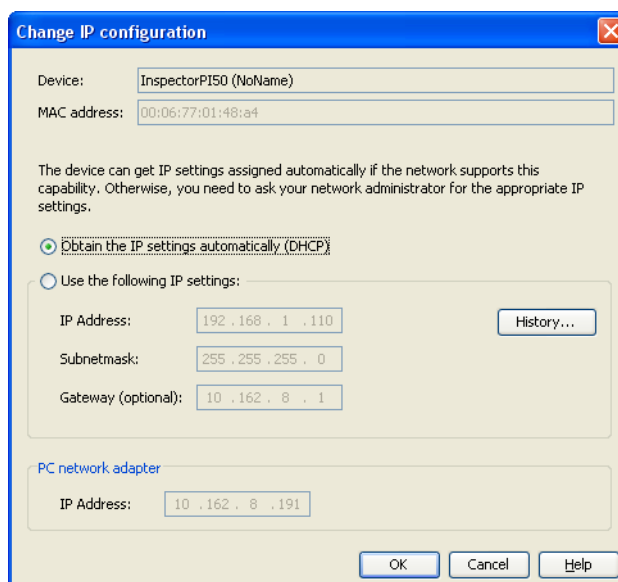 Change IP configuration
Device: InspectorPI50 (NoName)
MAC address: 00:06:77:01:48:a4
The device can get IP settings assigned automatically if the network supports this
capability. Otherwise, you need to ask your network administrator for the appropriate IP
settings.
Obtain the IP settings automatically (DHCP)
Use the following IP settings:
IP Address: 192 .168 . 1 .110 History...
Subnetmask: 255 .255 .255 . 0
Gateway (optional): 10 .162 . 8 . 1
PC network adapter
IP Address: 10 .162 . 8 .191
OK Cancel Help